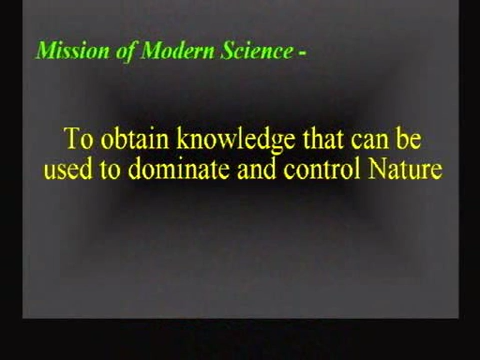 Mission of Modern Science -
To obtain knowledge that can be
used to dominate and control Nature